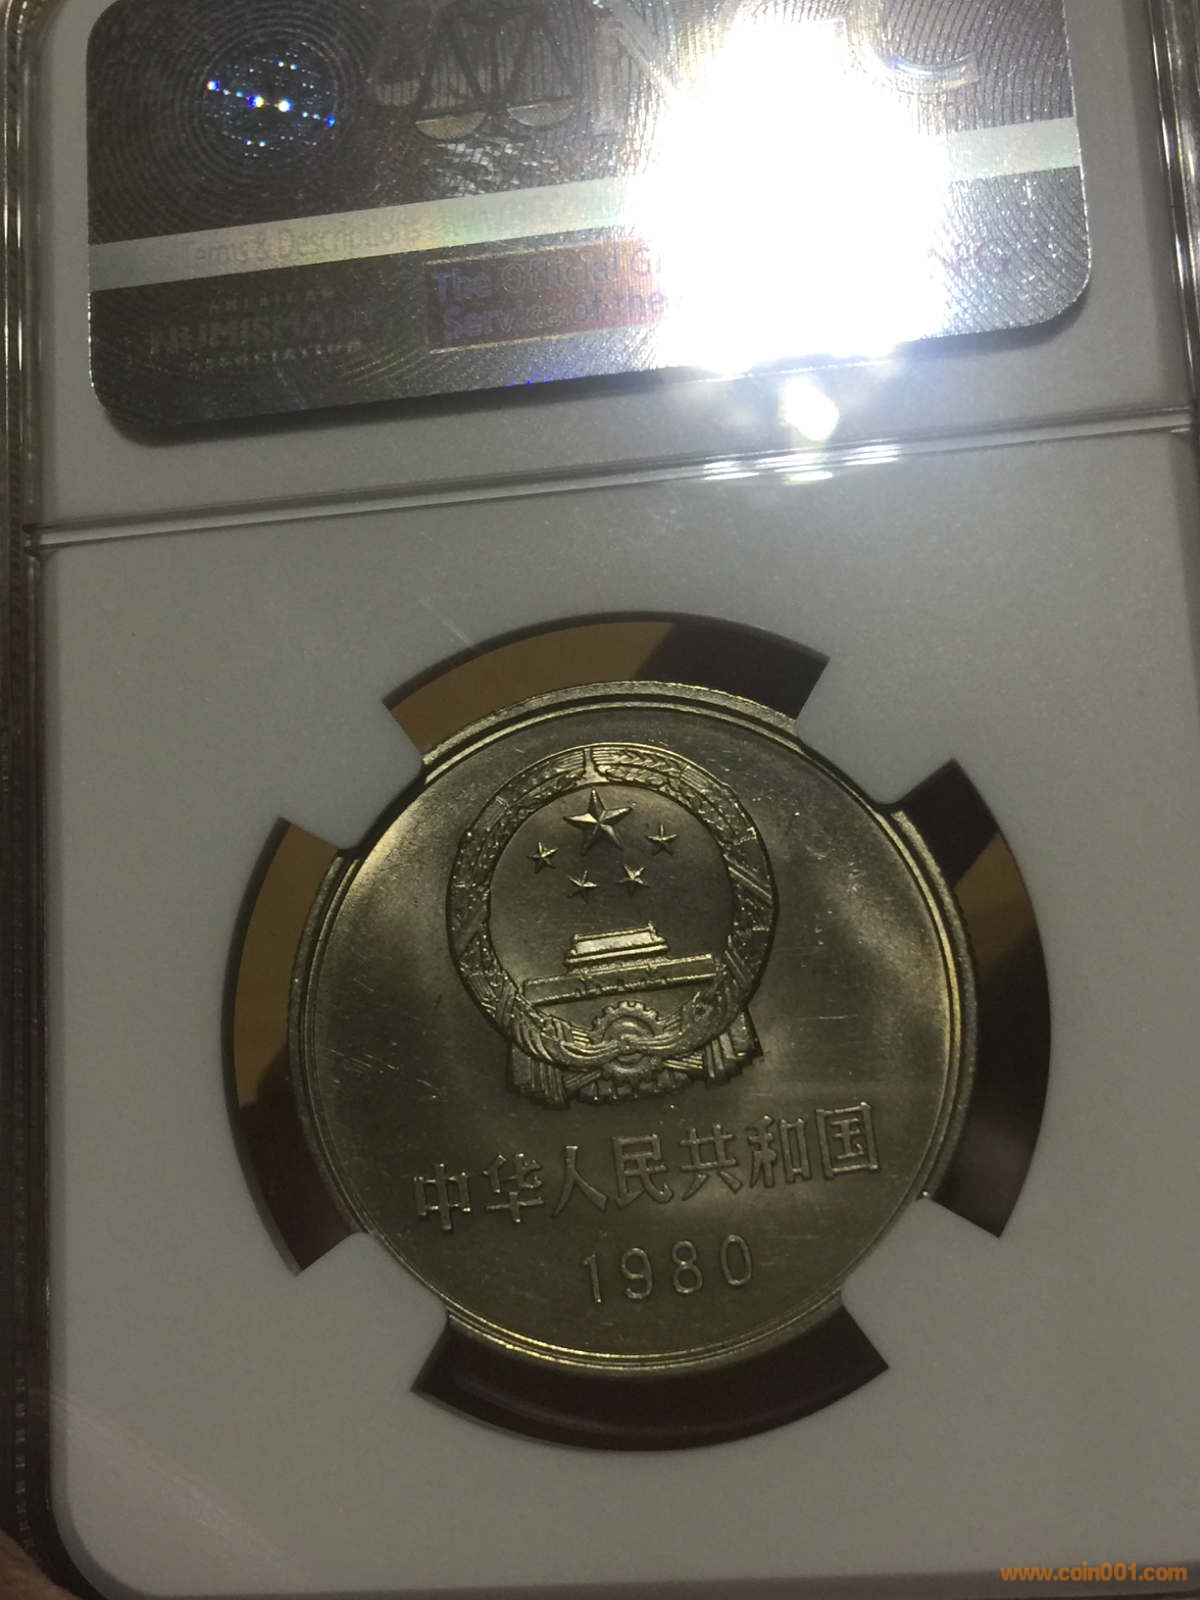 N
Terms & Descriptions
AMERICAN
NUMISMA
ASSOCIATION
The Official G
Service of the
中华人民共和国
1980
www.coin001.com